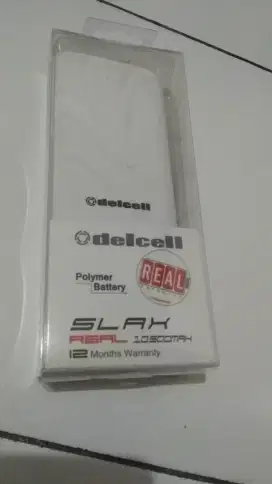 delcell
delcell
Polymer
Battery
REAL
SLAX
REAL 10.500MAH
12 Months Warranty